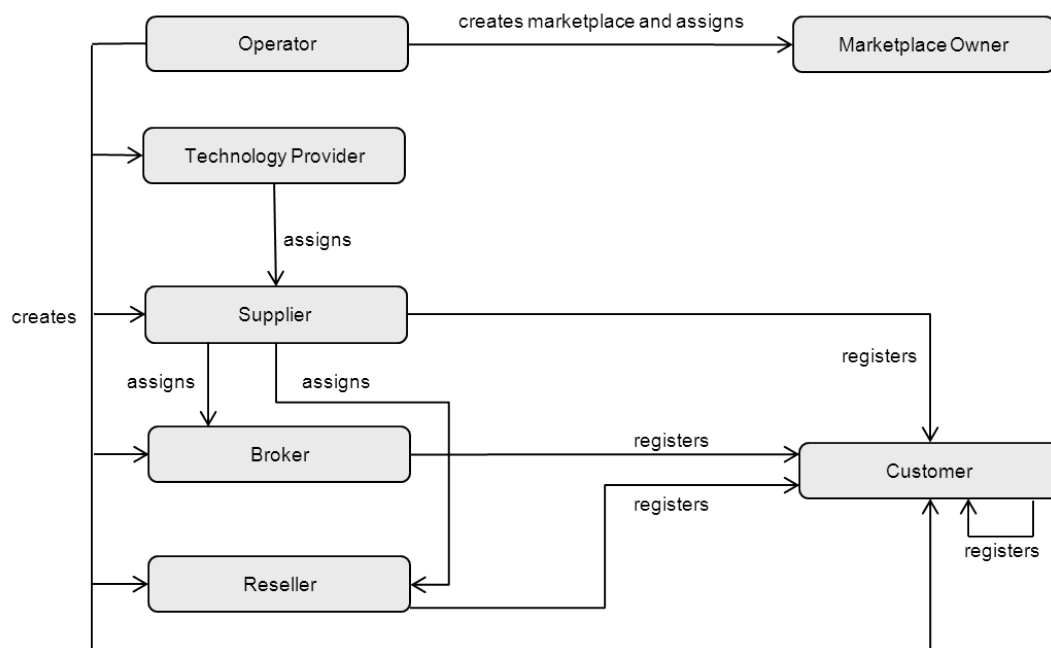 creates marketplace and assigns
Operator
Marketplace Owner
Technology Provider
assigns
Supplier
creates
registers
assigns
assigns
Broker
registers
Customer
registers
registers
Reseller